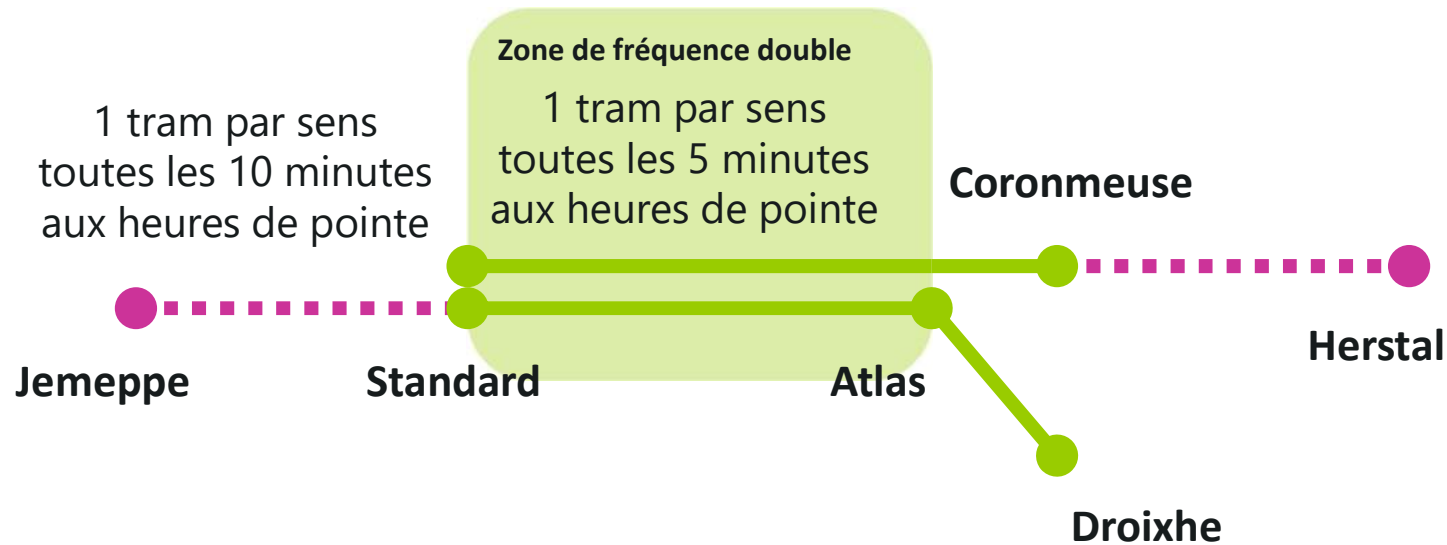 Zone de fréquence double
1 tram par sens
toutes les 10 minutes
aux heures de pointe
1 tram par sens
toutes les 5 minutes
aux heures de pointe
Coronmeuse
Herstal
Jemeppe
Standard
Atlas
Droixhe